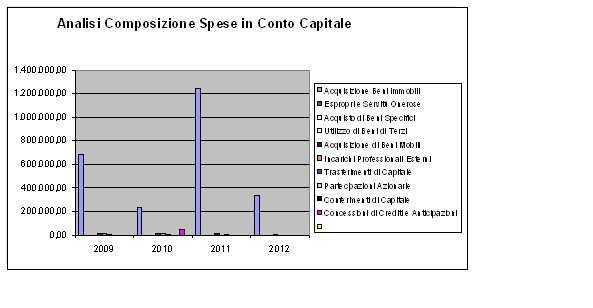 Analisi Composizione Spese in Conto Capitale
1.400.000,00
1.200.000,00
1.000.000,00
800.000,00
600.000,00
400.000,00
200.000,00
0,00
2009
2010
2011
2012
Acquisizione Beni Immobili
Espropri e Servitù Onerose
Acquisto di Beni Specifici
Utilizzo di Beni di Terzi
Acquisizione di Beni Mobili
Incarichi Professionali Esterni
Trasferimenti di Capitale
Partecipazioni Azionarie
Conferimenti di Capitale
Concessioni di Crediti e Anticipazioni